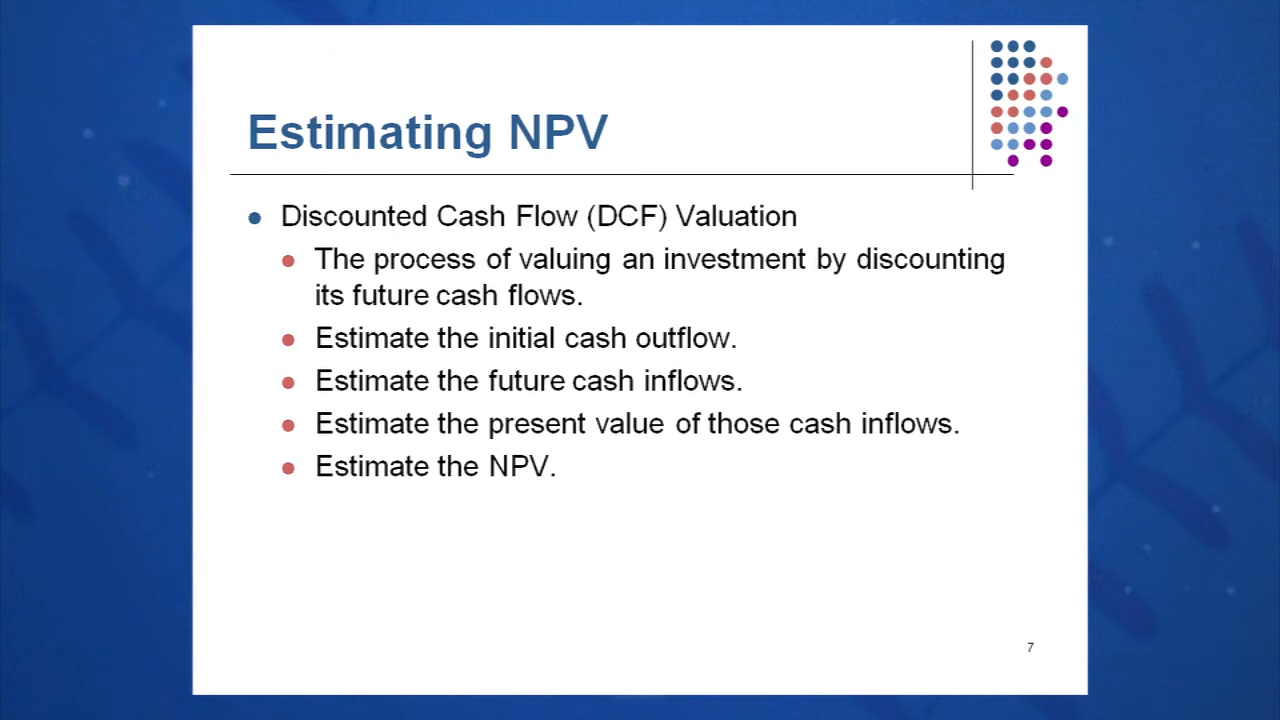 Estimating NPV
Discounted Cash Flow (DCF) Valuation
The process of valuing an investment by discounting
its future cash flows.
Estimate the initial cash outflow.
Estimate the future cash inflows.
Estimate the present value of those cash inflows.
Estimate the NPV.
7